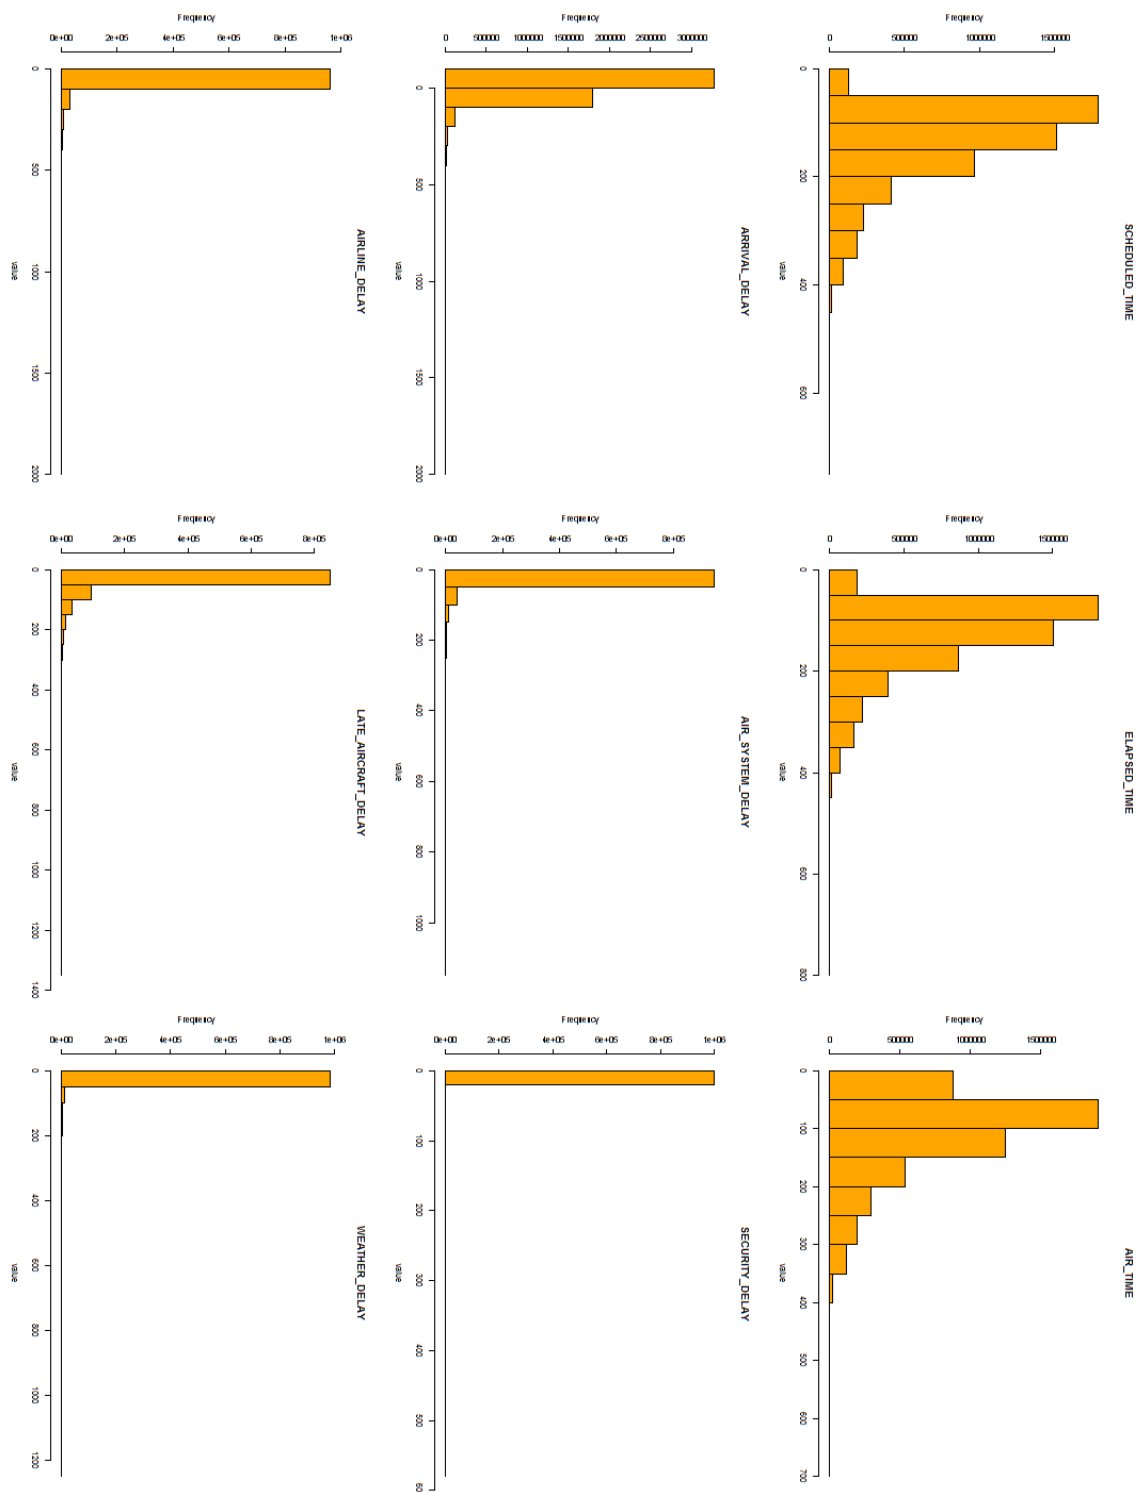 SCHEDULED_TIME
Frequency
0 500000 1000000 1500000
0 200 400 600
value
ELAPSED_TIME
Frequency
0 500000 1000000 1500000
0 200 400 600 800
value
AIR_TIME
Frequency
0 500000 1000000 1500000
0 100 200 300 400 500 600 700
value
ARRIVAL_DELAY
Frequency
0 500000 1000000 1500000 2000000 2500000 3000000
0 500 1000 1500 2000
value
AIR_SYSTEM_DELAY
Frequency
0e+00 2e+05 4e+05 6e+05 8e+05
0 200 400 600 800 1000
value
SECURITY_DELAY
Frequency
0e+00 2e+05 4e+05 6e+05 8e+05 1e+06
0 100 200 300 400 500 60
value
AIRLINE_DELAY
Frequency
0e+00 2e+05 4e+05 6e+05 8e+05 1e+06
0 500 1000 1500 2000
value
LATE_AIRCRAFT_DELAY
Frequency
0e+00 2e+05 4e+05 6e+05 8e+05
0 200 400 600 800 1000 1200 1400
value
WEATHER_DELAY
Frequency
0e+00 2e+05 4e+05 6e+05 8e+05 1e+06
0 200 400 600 800 1000 1200
value